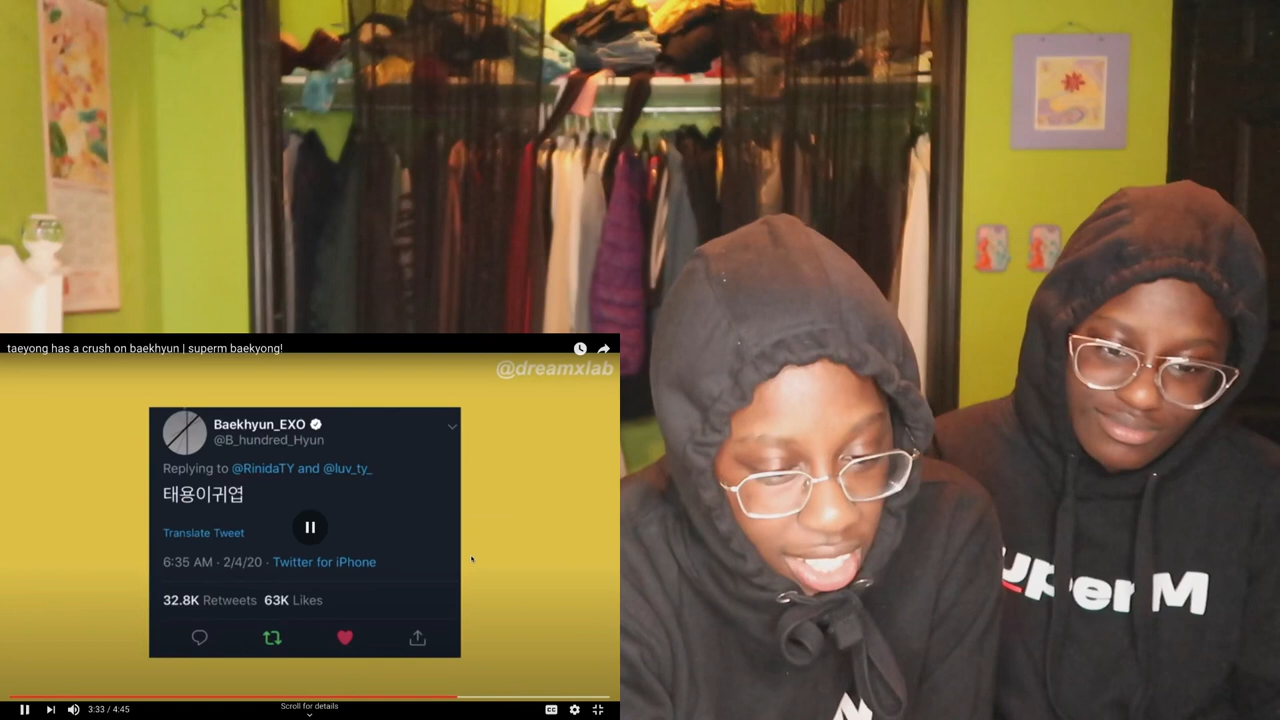 taeyong has a crush on baekhyun | superm baekyong!
@dreamxlab
Baekhyun_EXO
@B_hundred_Hyun
Replying to @RinidaTY and @luv_ty_
태용이귀엽
Translate Tweet
6:35 AM · 2/4/20 · Twitter for iPhone
32.8K Retweets 63K Likes
3:33 / 4:45
Scroll for details
CC
uperM